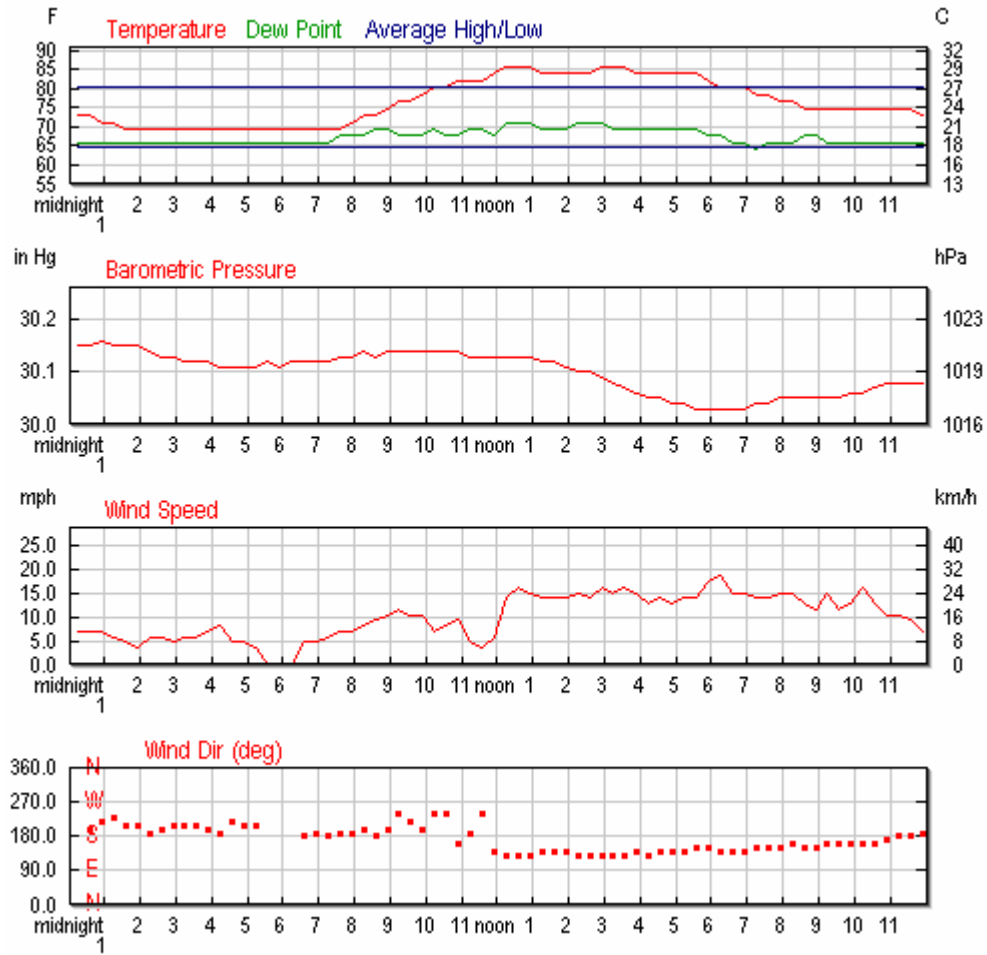 F Temperature Dew Point Average High/Low C
90 32
85 29
80 27
75 24
70 21
65 18
60 16
55 13
midnight 1 2 3 4 5 6 7 8 9 10 11 noon 1 2 3 4 5 6 7 8 9 10 11
in Hg Barometric Pressure hPa
30.2 1023
30.1 1019
30.0 1016
midnight 1 2 3 4 5 6 7 8 9 10 11 noon 1 2 3 4 5 6 7 8 9 10 11
mph Wind Speed km/h
25.0 40
20.0 32
15.0 24
10.0 16
5.0 8
0.0 0
midnight 1 2 3 4 5 6 7 8 9 10 11 noon 1 2 3 4 5 6 7 8 9 10 11
Wind Dir (deg)
360.0 N
270.0 W
180.0 S
90.0 E
0.0 N
midnight 1 2 3 4 5 6 7 8 9 10 11 noon 1 2 3 4 5 6 7 8 9 10 11